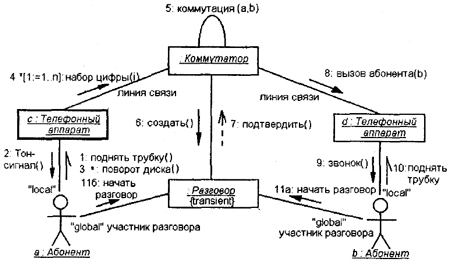 5: коммутация (a,b)
: Коммутатор
4 *[1:=1..n]:набор цифры(i)
8: вызов абонента(b)
линия связи
линия связи
c : Телефонный
аппарат
6: создать()
7: подтвердить()
d : Телефонный
аппарат
2: Тон-
сигнал()
1: поднять трубку()
3 *: поворот диска()
9: звонок()
10: поднять
трубку
"local"
11б: начать
разговор
: Разговор
{transient}
11а: начать разговор
"local"
"global" участник разговора
"global"
участник разговора
a : Абонент
b : Абонент